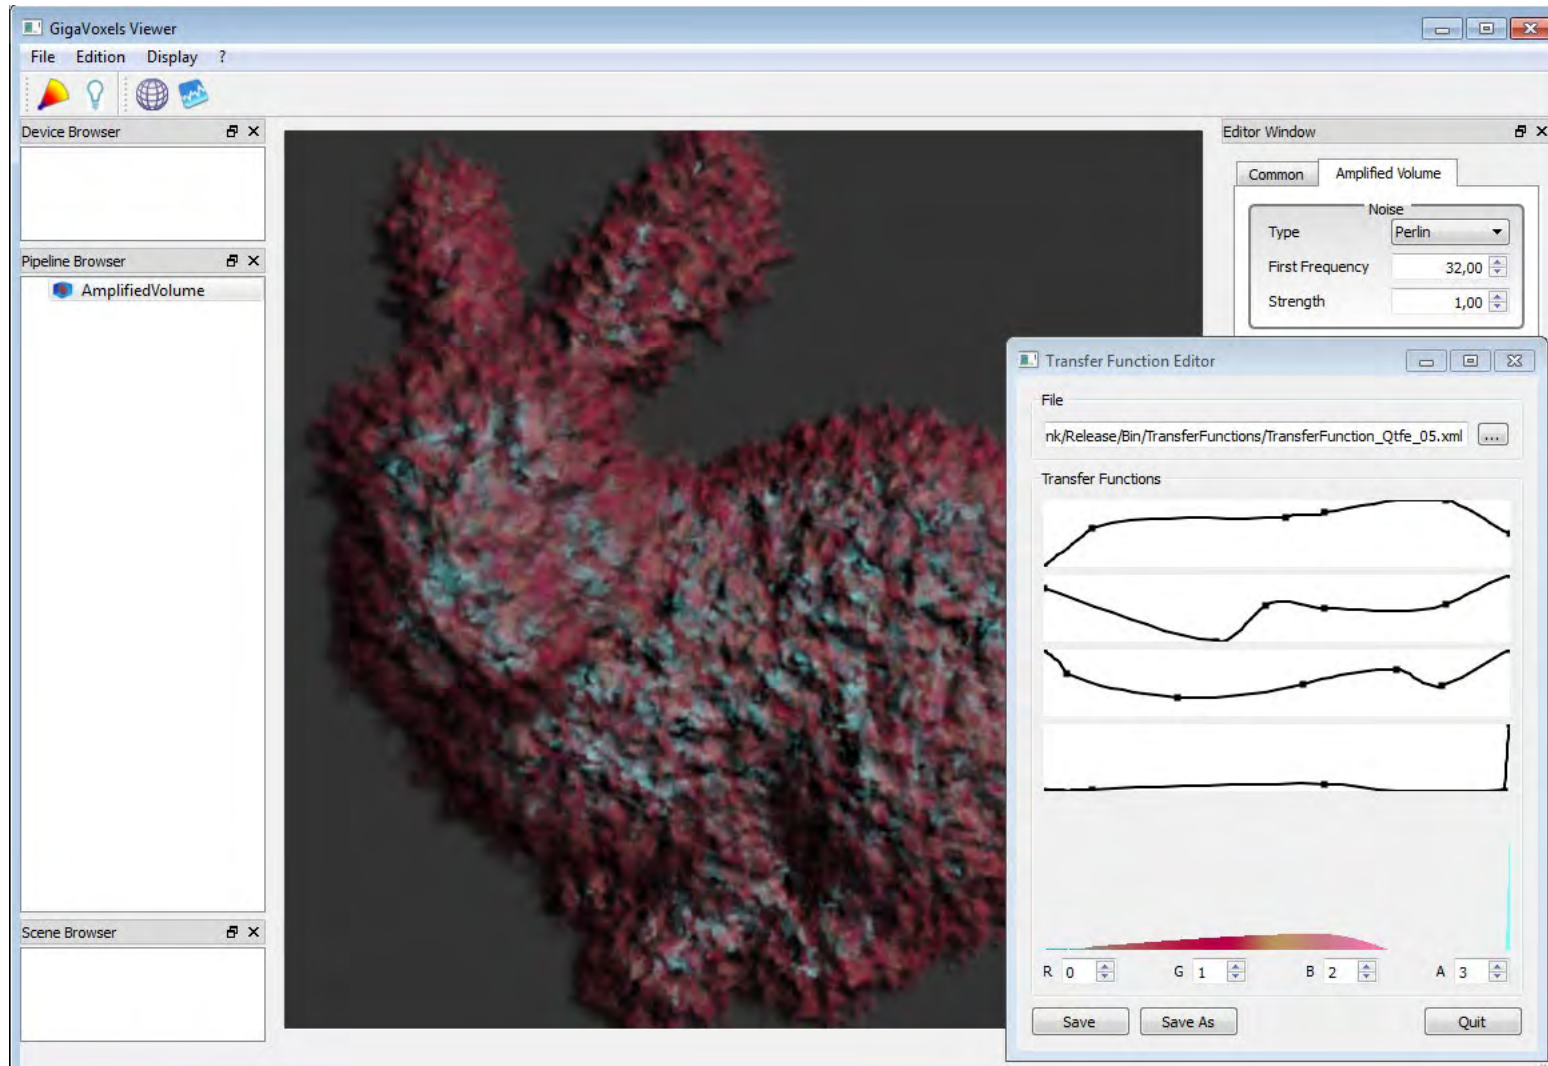 GigaVoxels Viewer
File Edition Display ?
Device Browser
Pipeline Browser
AmplifiedVolume
Scene Browser
Editor Window
Common Amplified Volume
Noise
Type Perlin
First Frequency 32,00
Strength 1,00
Transfer Function Editor
File
nk/Release/Bin/TransferFunctions/TransferFunction_Qtfe_05.xml ...
Transfer Functions
R 0 G 1 B 2 A 3
Save Save As Quit